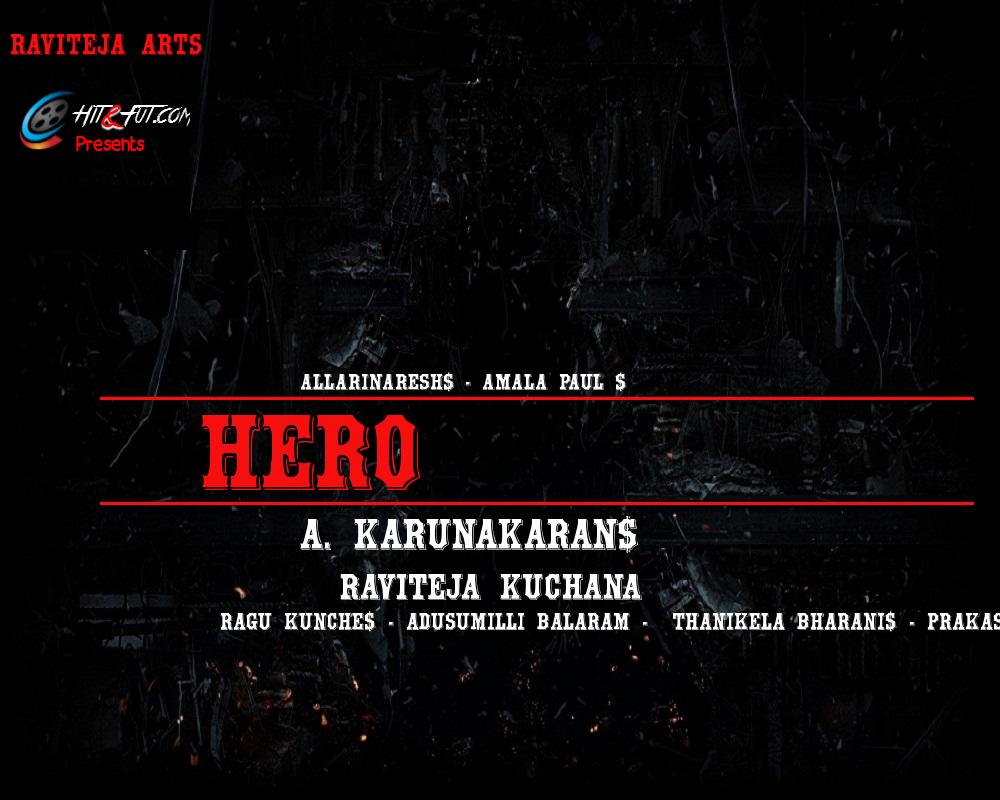 RAVITEJA ARTS
HIT&FUT.COM
Presents
ALLARINARESH$ - AMALA PAUL $
HERO
A. KARUNAKARAN$
RAVITEJA KUCHANA
RAGU KUNCHE$ - ADUSUMILLI BALARAM - THANIKELA BHARANI$ - PRAKAS